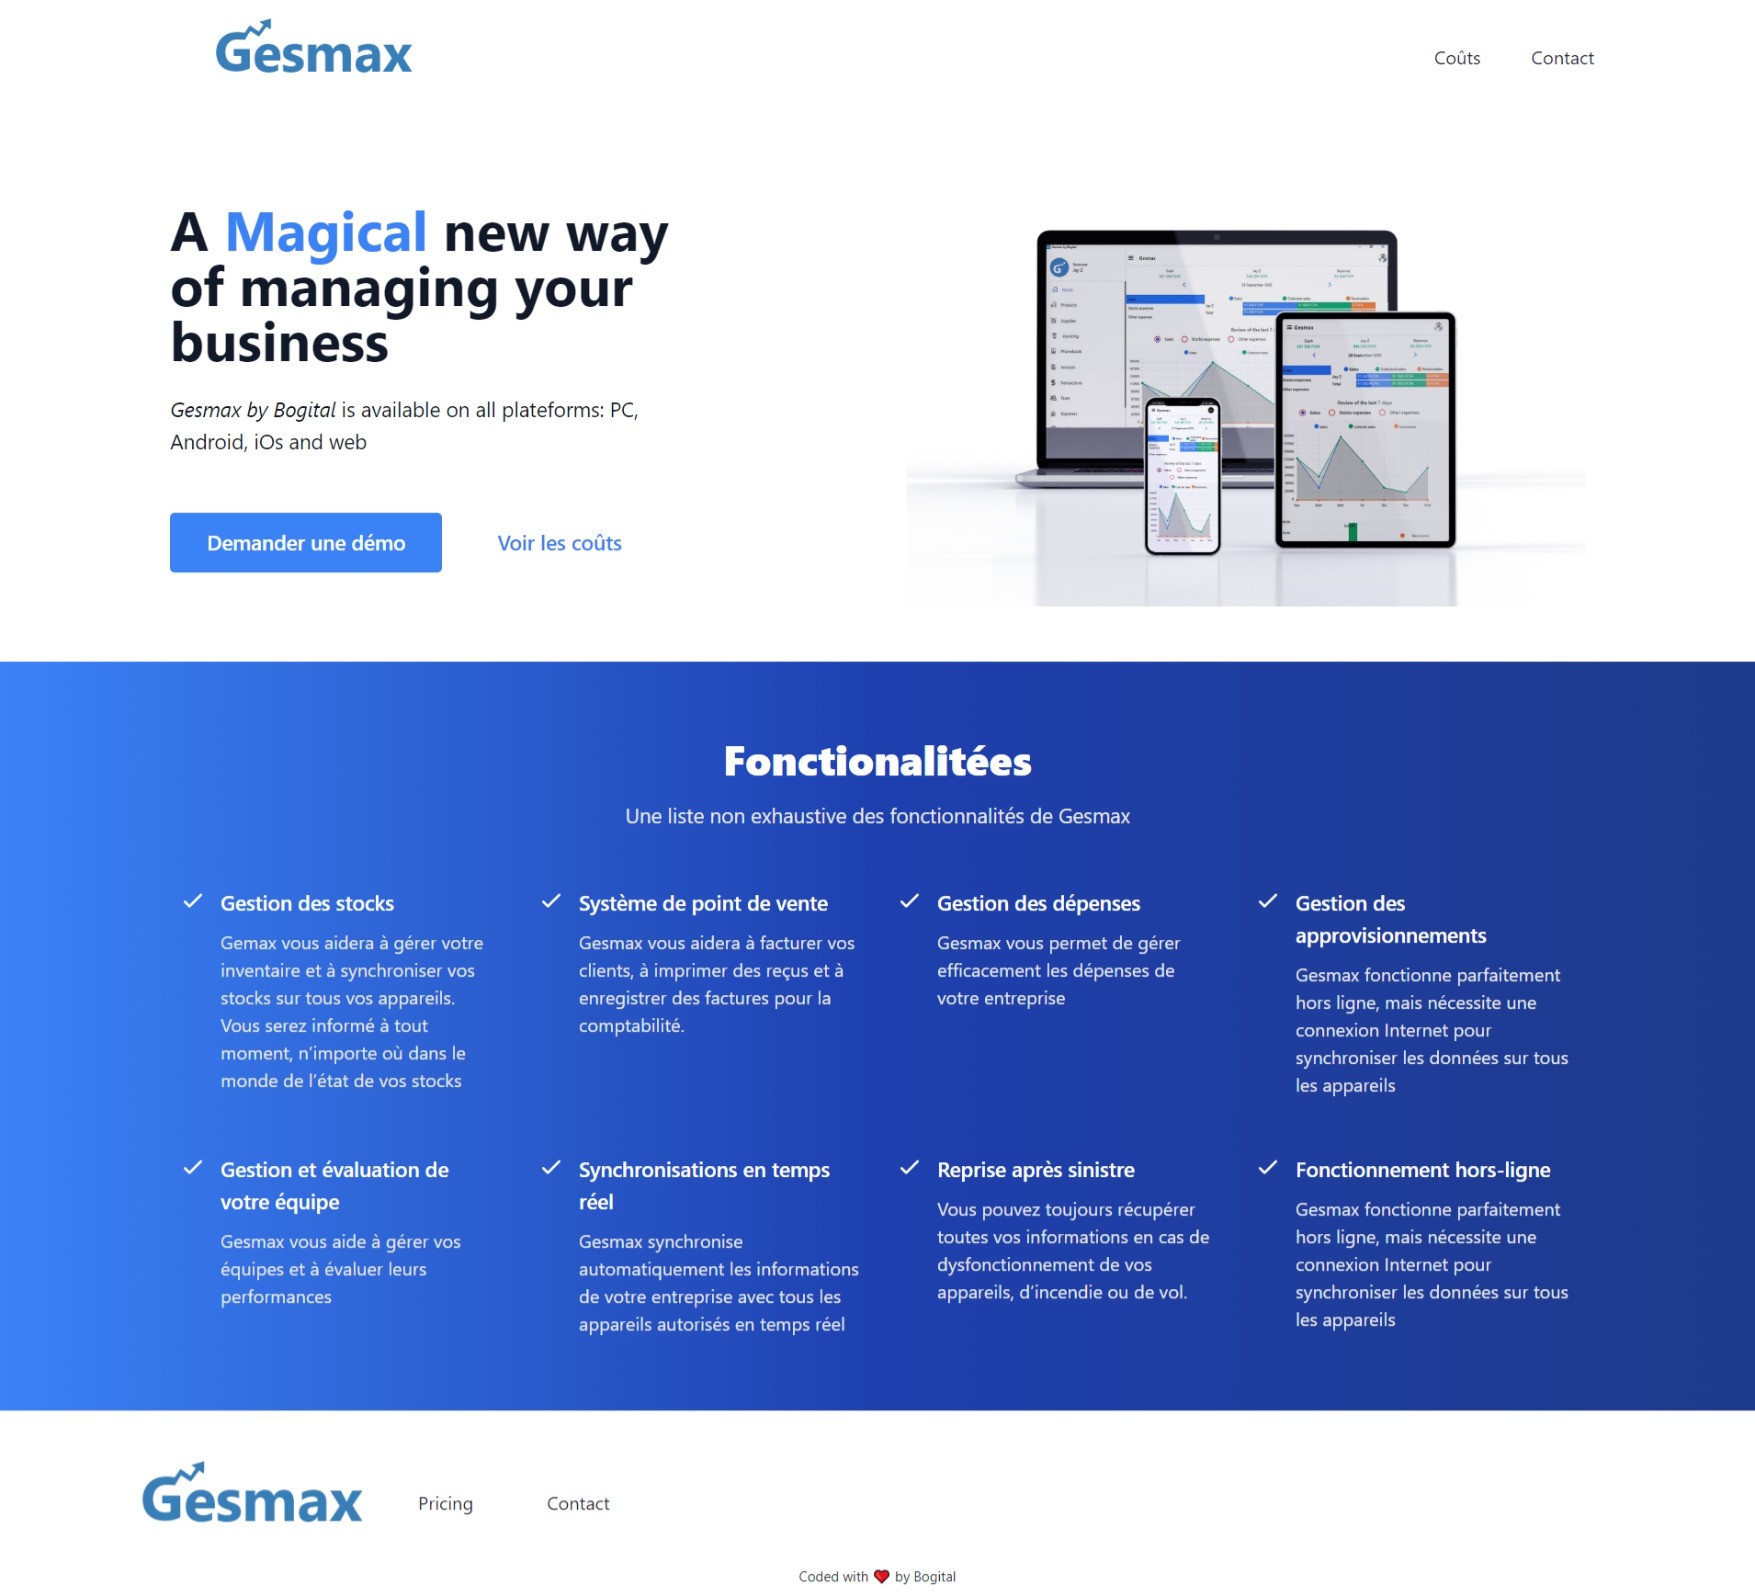 Gesmax
Coûts Contact
A Magical new way
of managing your
business
Gesmax by Bogital is available on all plateforms: PC,
Android, iOs and web
Demander une démo Voir les coûts
Fonctionalitées
Une liste non exhaustive des fonctionnalités de Gesmax
Gestion des stocks
Gemax vous aidera à gérer votre
inventaire et à synchroniser vos
stocks sur tous vos appareils.
Vous serez informé à tout
moment, n'importe où dans le
monde de l'état de vos stocks
Système de point de vente
Gesmax vous aidera à facturer vos
clients, à imprimer des reçus et à
enregistrer des factures pour la
comptabilité.
Gestion des dépenses
Gesmax vous permet de gérer
efficacement les dépenses de
votre entreprise
Gestion des
approvisionnements
Gesmax fonctionne parfaitement
hors ligne, mais nécessite une
connexion Internet pour
synchroniser les données sur tous
les appareils
Gestion et évaluation de
votre équipe
Gesmax vous aide à gérer vos
équipes et à évaluer leurs
performances
Synchronisations en temps
réel
Gesmax synchronise
automatiquement les informations
de votre entreprise avec tous les
appareils autorisés en temps réel
Reprise après sinistre
Vous pouvez toujours récupérer
toutes vos informations en cas de
dysfonctionnement de vos
appareils, d'incendie ou de vol.
Fonctionnement hors-ligne
Gesmax fonctionne parfaitement
hors ligne, mais nécessite une
connexion Internet pour
synchroniser les données sur tous
les appareils
Gesmax
Pricing Contact
Coded with ❤️ by Bogital